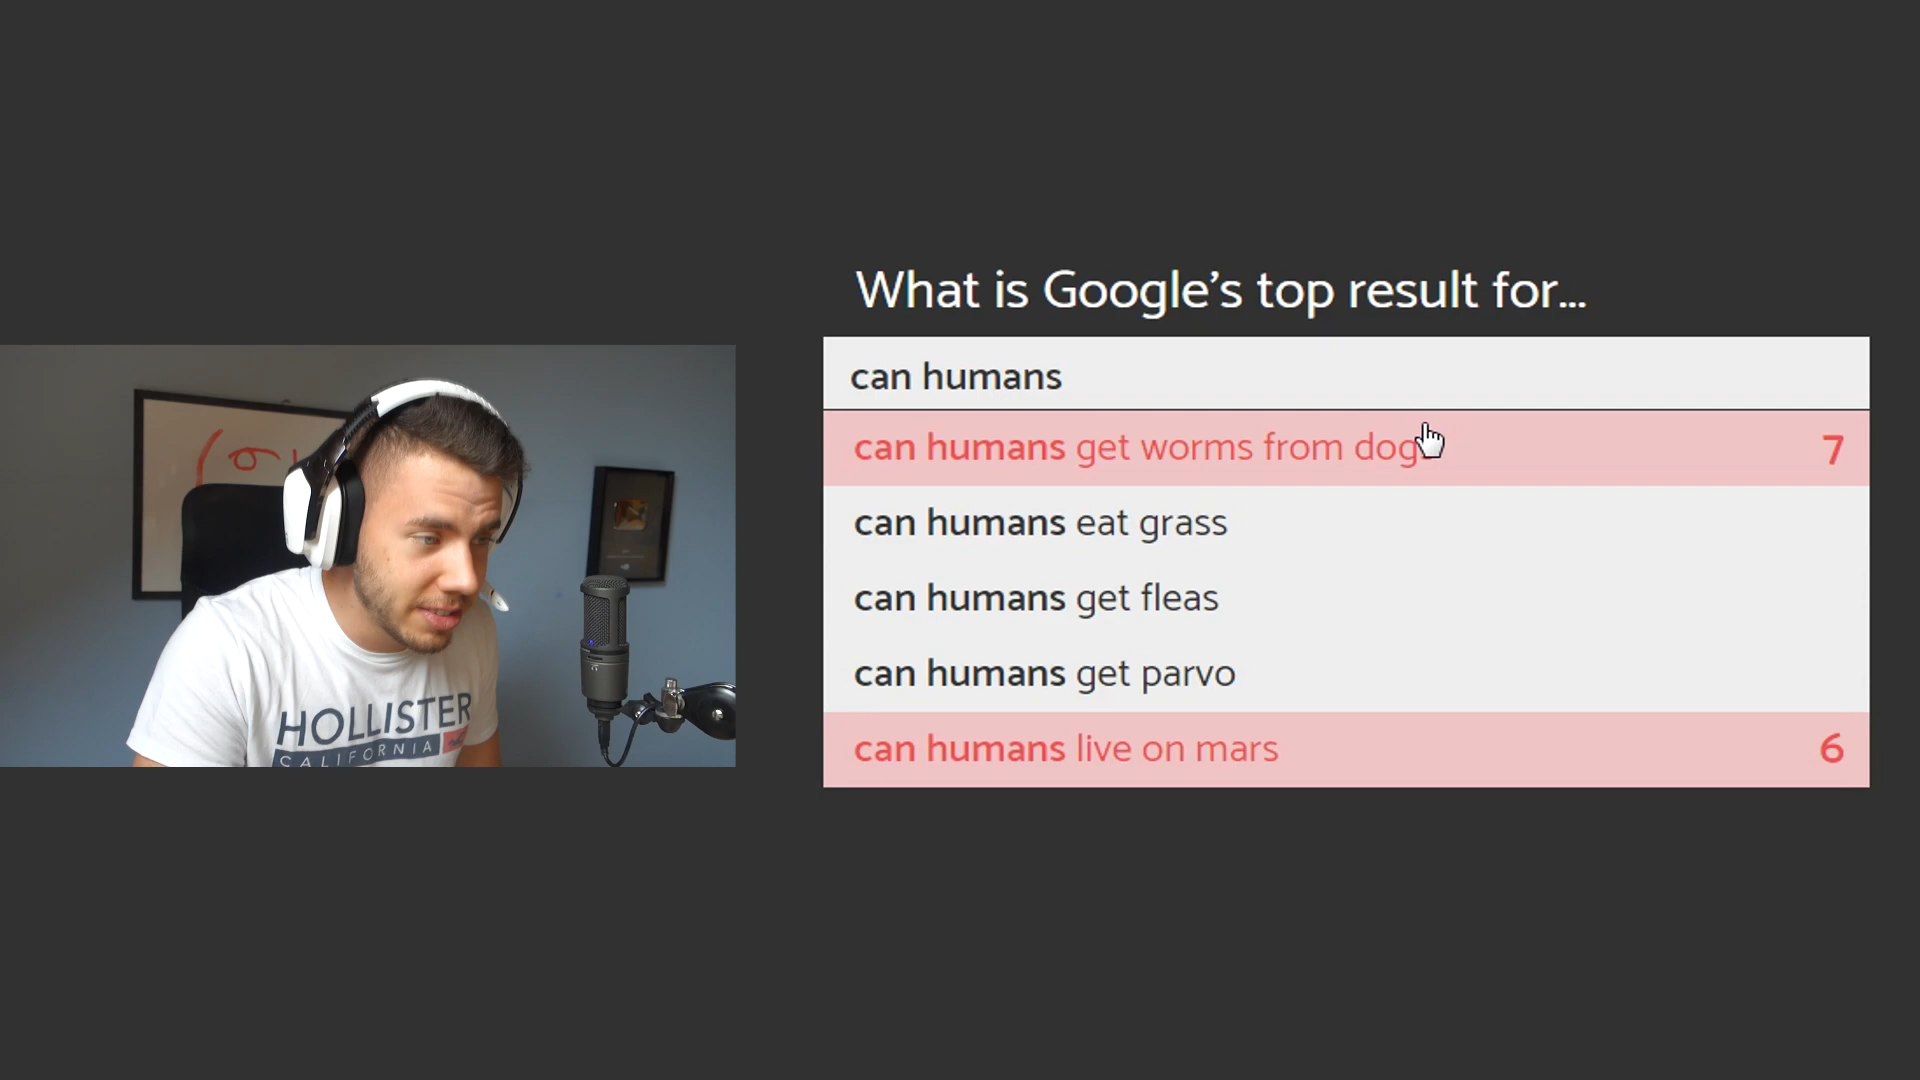 What is Google's top result for...
can humans
can humans get worms from dog
7
can humans eat grass
can humans get fleas
can humans get parvo
can humans live on mars
6
HOLLISTER
CALIFORNIA